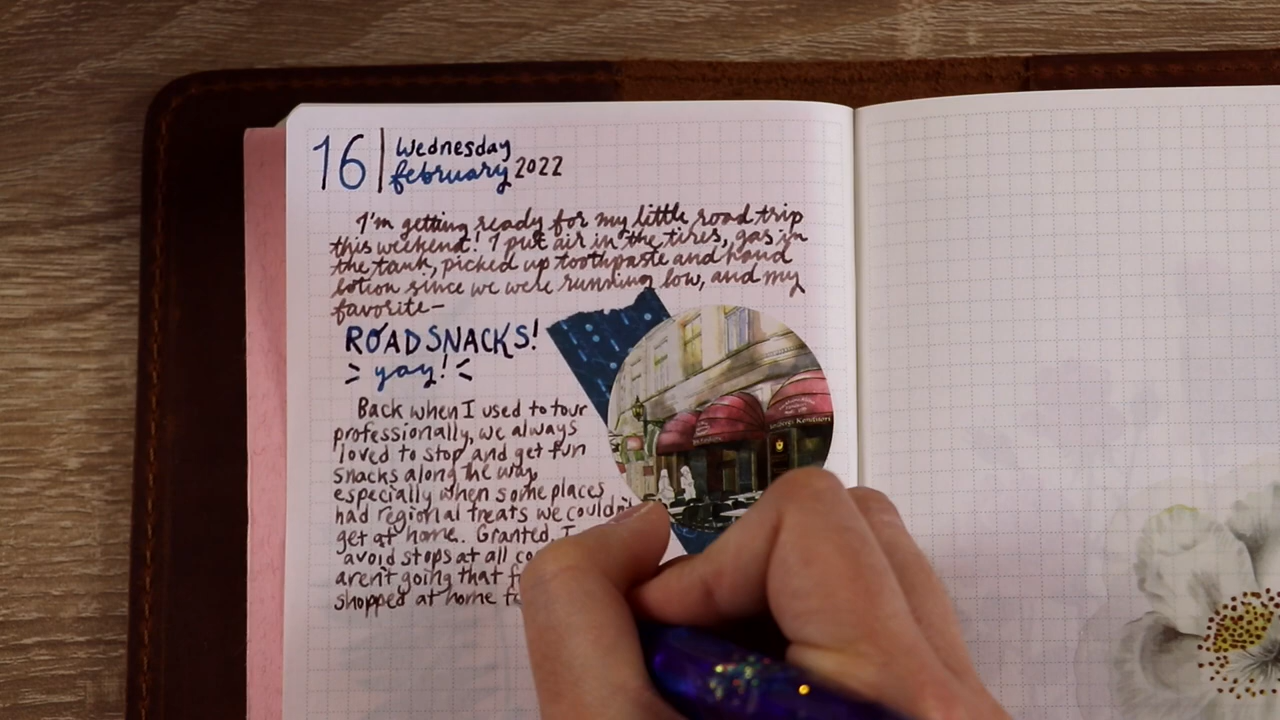 16 Wednesday
february 2022
I'm getting ready for my little road trip
this weekend! I put air in the tires, gas in
the tank, picked up toothpaste and hand
lotion since we were running low, and my
favorite—
ROAD SNACKS!
yay!
Back when I used to tour
professionally, we always
loved to stop and get fun
snacks along the way,
especially when some places
had regional treats we couldn't
get at home. Granted, I
avoid stops at all
aren't going that
shopped at home